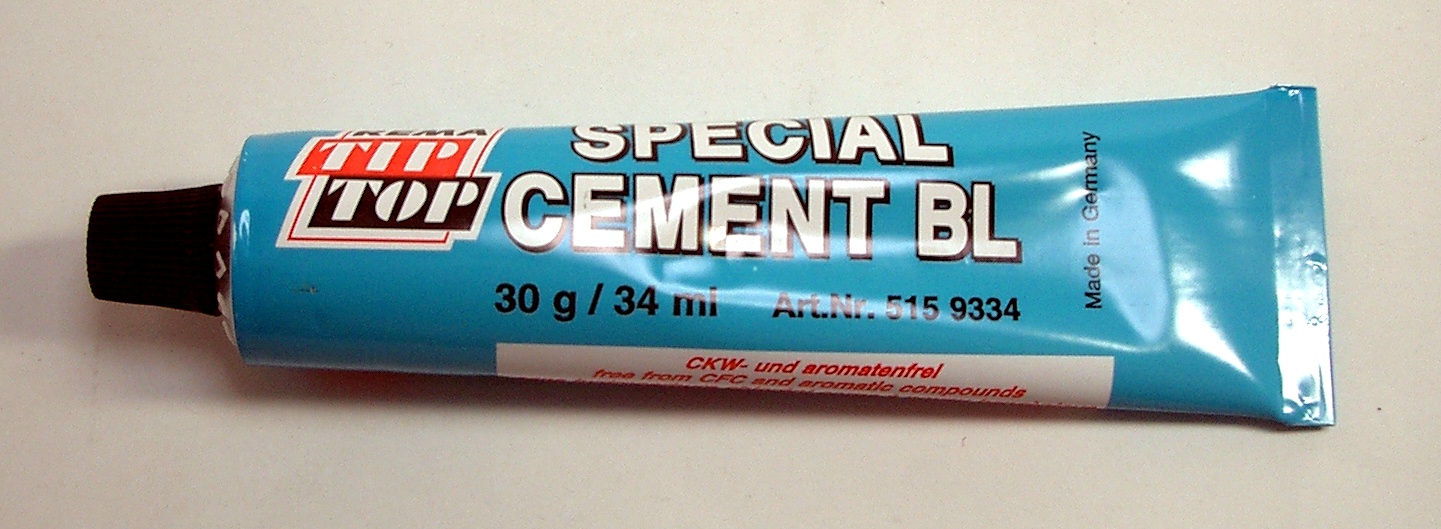 REMA
TIP
TOP
SPECIAL
CEMENT BL
30 g / 34 ml Art.Nr. 515 9334
Made in Germany
CKW- und aromatenfrei
free from CFC and aromatic compounds